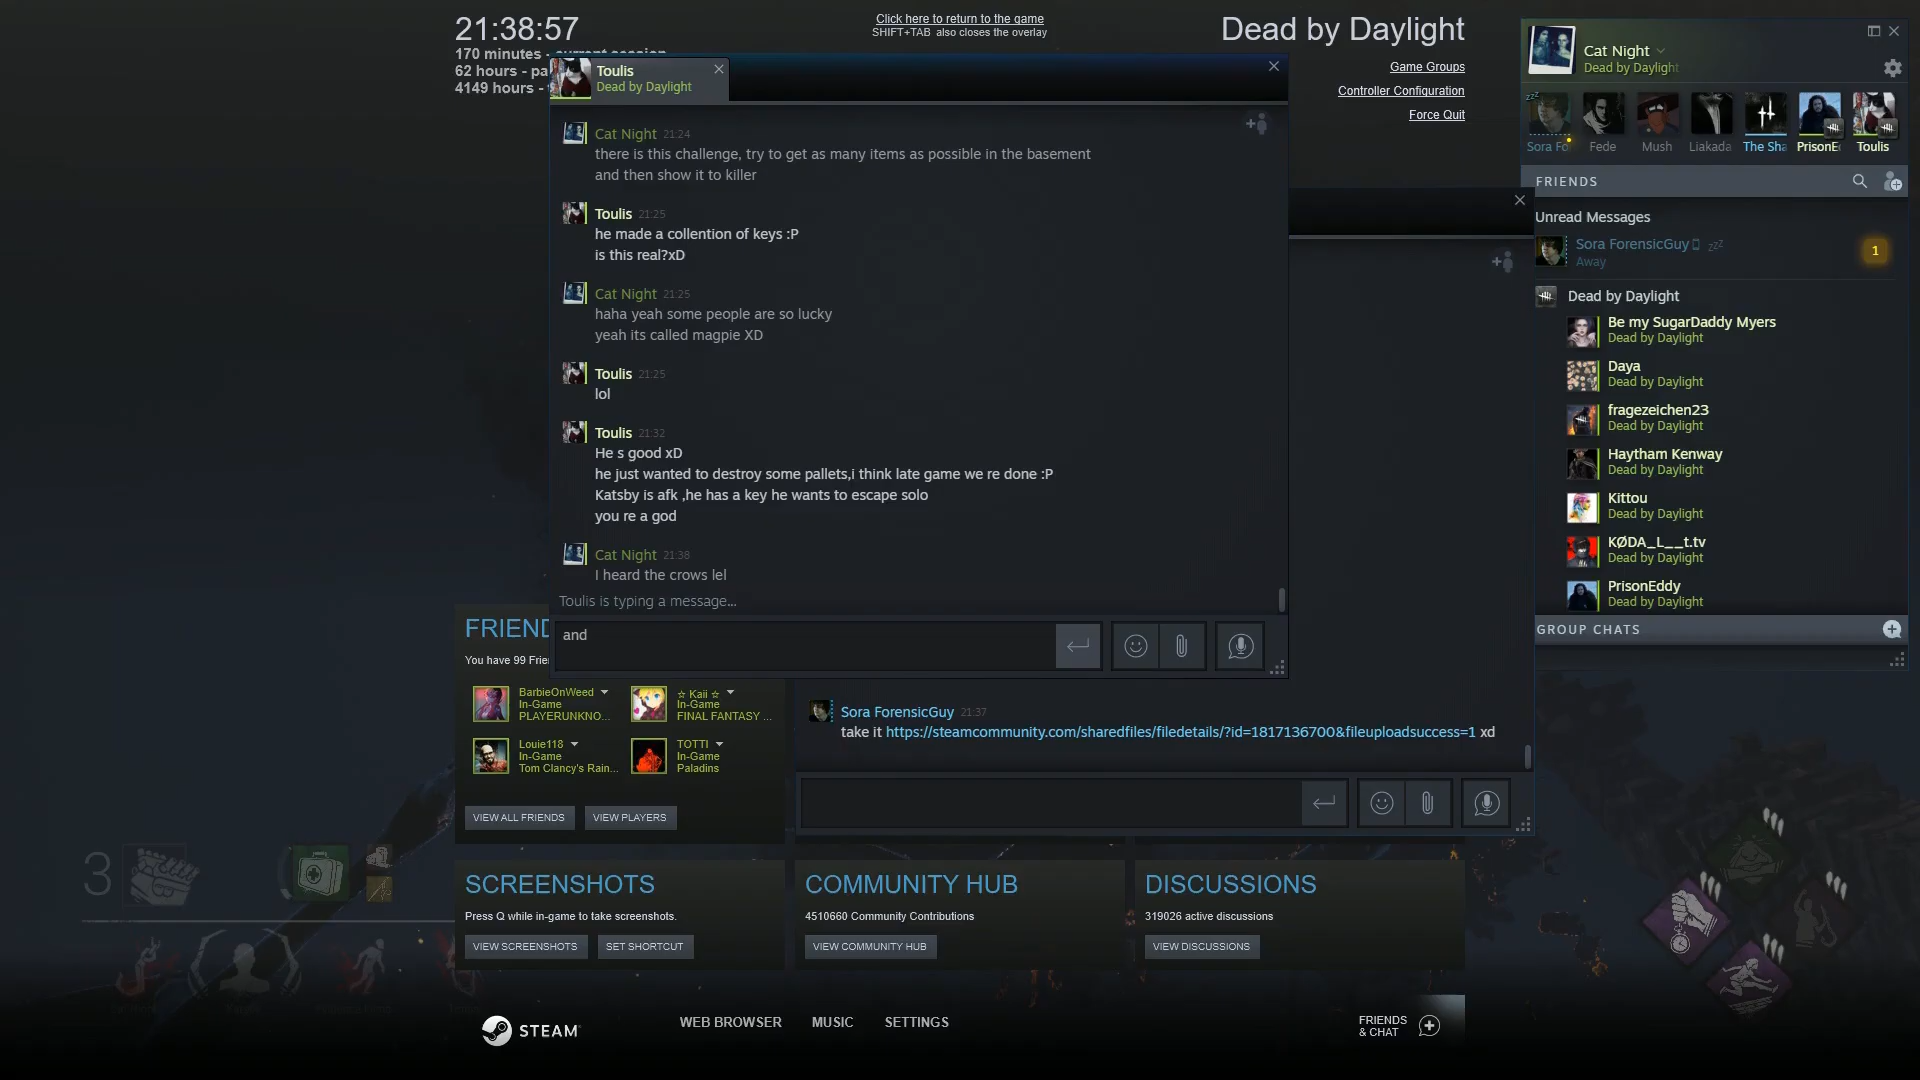 21:38:57
170 minutes - current session
62 hours - pa
4149 hours -
Click here to return to the game
SHIFT+TAB also closes the overlay
Dead by Daylight
Game Groups
Controller Configuration
Force Quit
Toulis
Dead by Daylight
Cat Night 21:24
there is this challenge, try to get as many items as possible in the basement
and then show it to killer
Toulis 21:25
he made a collention of keys :P
is this real?xD
Cat Night 21:25
haha yeah some people are so lucky
yeah its called magpie XD
Toulis 21:25
lol
Toulis 21:32
He s good xD
he just wanted to destroy some pallets,i think late game we re done :P
Katsby is afk ,he has a key he wants to escape solo
you re a god
Cat Night 21:38
I heard the crows lel
Toulis is typing a message...
and
Sora ForensicGuy 21:37
take it https://steamcommunity.com/sharedfiles/filedetails/?id=1817136700&fileuploadsuccess=1 xd
Cat Night
Dead by Daylight
zzz
Sora Fo
Fede
Mush
Liakada
The Sha
PrisonE
Toulis
FRIENDS
Unread Messages
Sora ForensicGuy zzz
Away
1
Dead by Daylight
Be my SugarDaddy Myers
Dead by Daylight
Daya
Dead by Daylight
fragezeichen23
Dead by Daylight
Haytham Kenway
Dead by Daylight
Kittou
Dead by Daylight
KØDA_L__t.tv
Dead by Daylight
PrisonEddy
Dead by Daylight
GROUP CHATS
FRIEND
You have 99 Frie
BarbieOnWeed
In-Game
PLAYERUNKNO...
☆ Kaii ☆
In-Game
FINAL FANTASY ...
Louie118
In-Game
Tom Clancy's Rain...
TOTTI
In-Game
Paladins
VIEW ALL FRIENDS
VIEW PLAYERS
3
SCREENSHOTS
Press Q while in-game to take screenshots.
VIEW SCREENSHOTS
SET SHORTCUT
COMMUNITY HUB
4510660 Community Contributions
VIEW COMMUNITY HUB
DISCUSSIONS
319026 active discussions
VIEW DISCUSSIONS
STEAM
WEB BROWSER
MUSIC
SETTINGS
FRIENDS
& CHAT